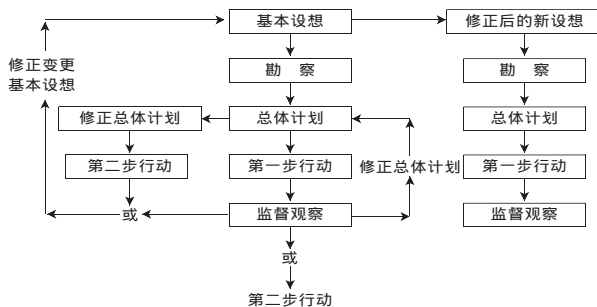 基本设想
修正后的新设想
修正变更
基本设想
勘 察
勘 察
修正总体计划
总体计划
总体计划
第二步行动
第一步行动
修正总体计划
第一步行动
或
监督观察
监督观察
或
第二步行动